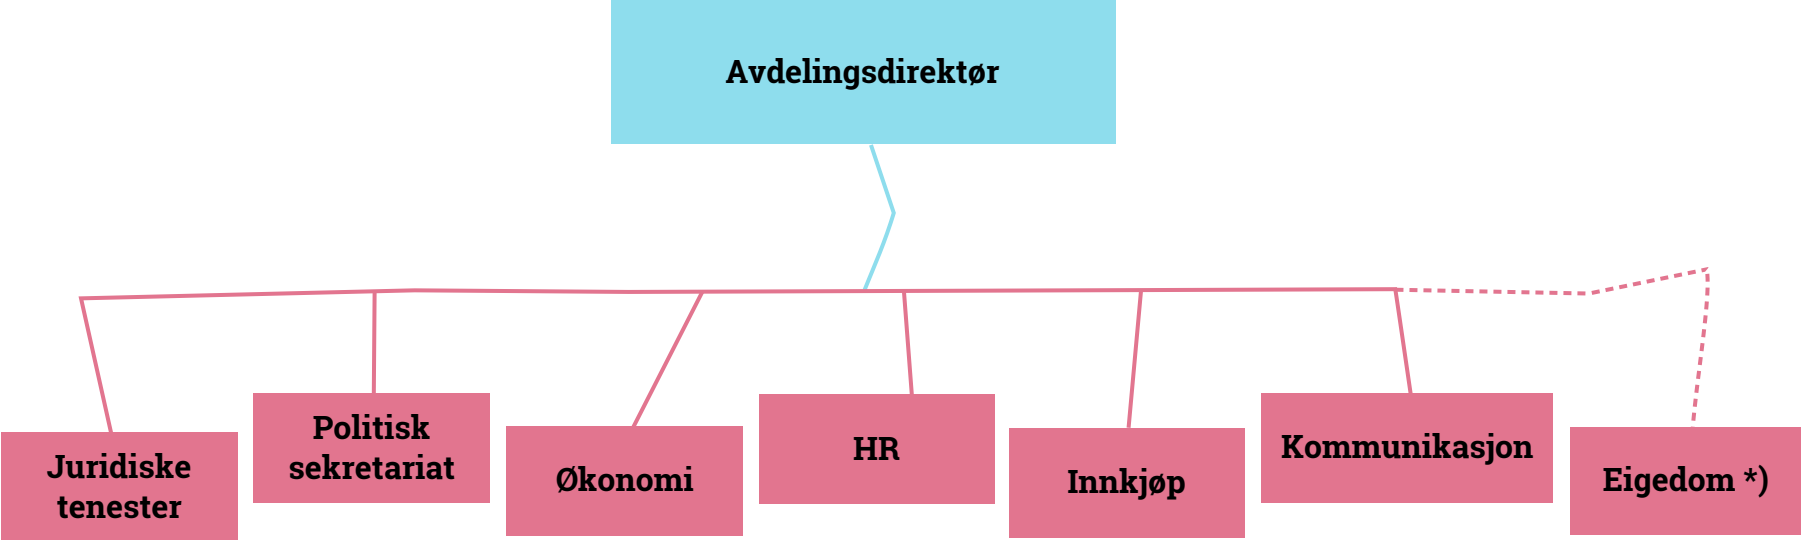 Avdelingsdirektør
Juridiske
tenester
Politisk
sekretariat
Økonomi
HR
Innkjøp
Kommunikasjon
Eigedom *)